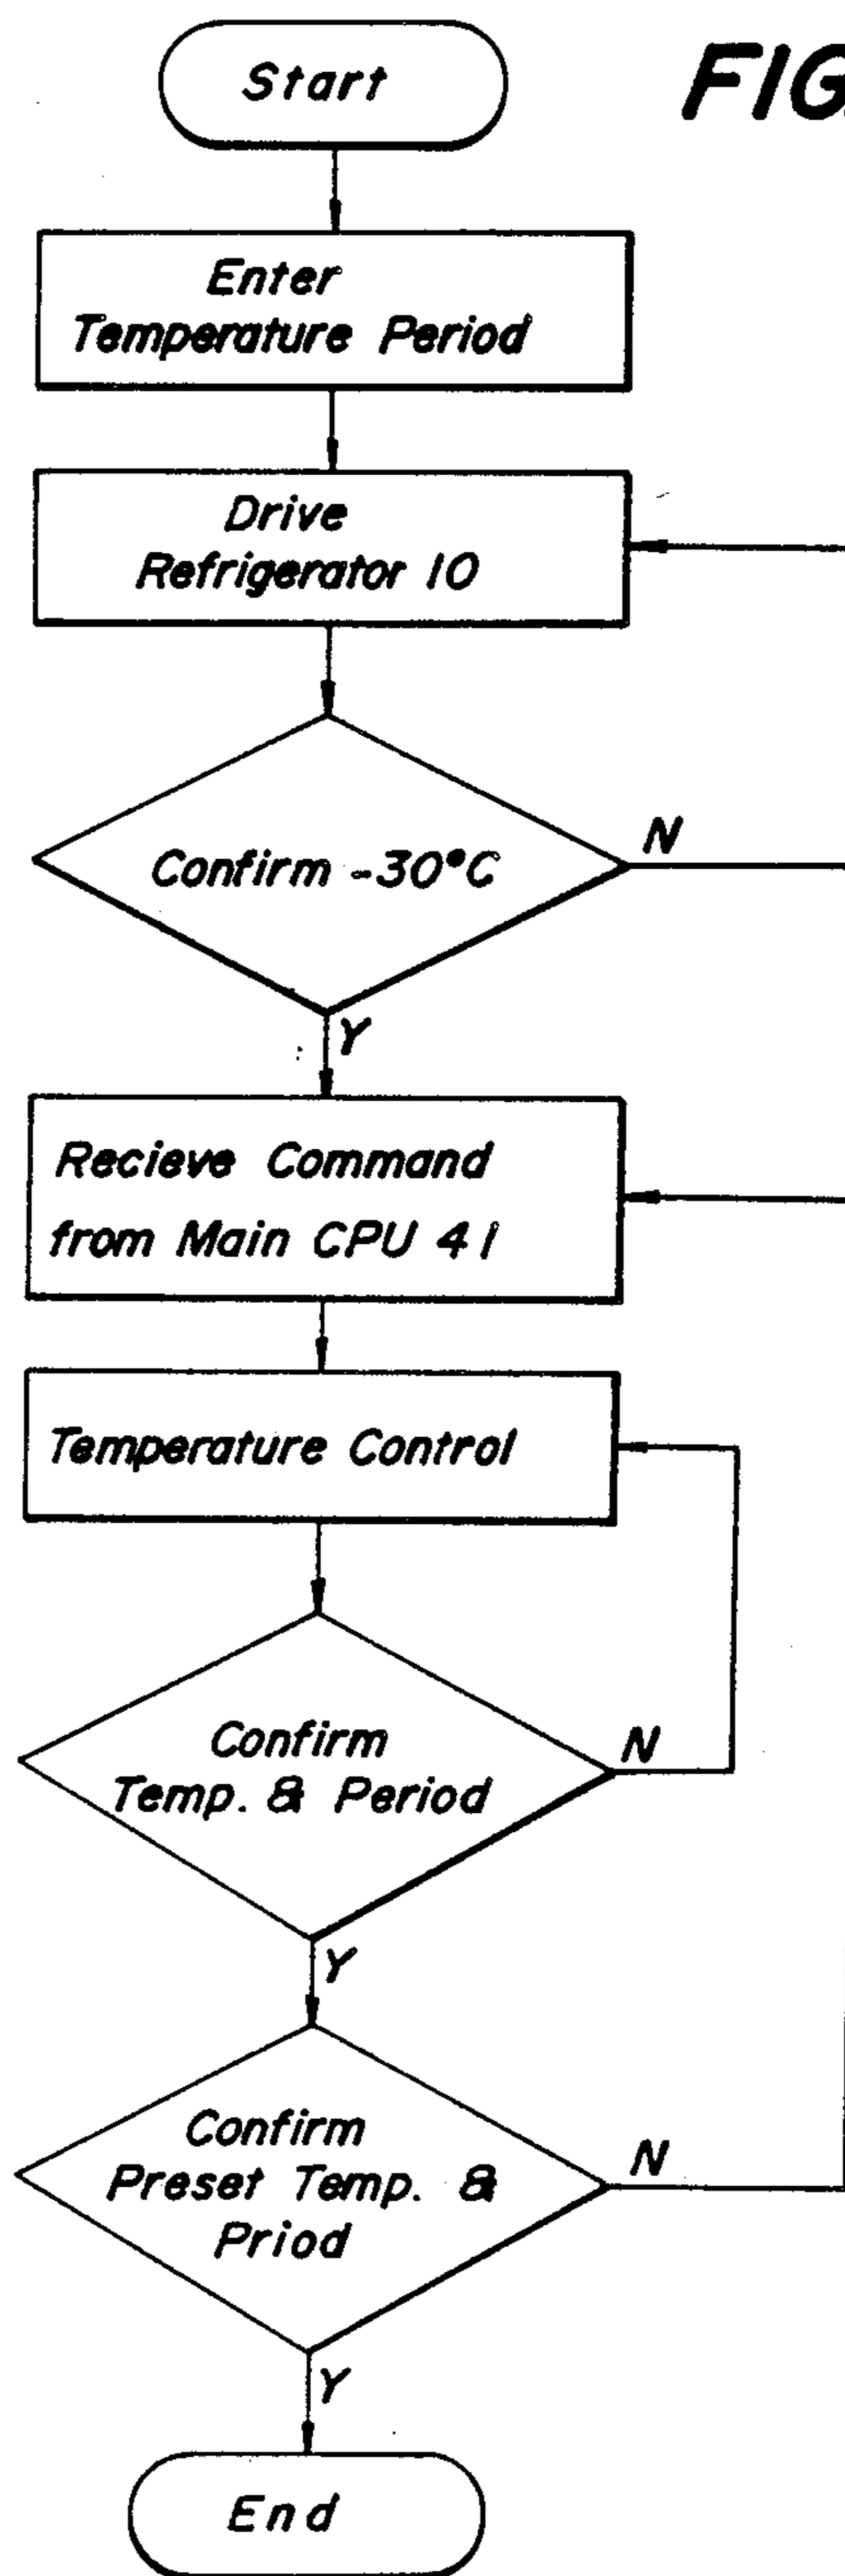 Start
FIG
Enter
Temperature Period
Drive
Refrigerator 10
Confirm -30°C
N
Y
Recieve Command
from Main CPU 41
Temperature Control
Confirm
Temp. & Period
N
Y
Confirm
Preset Temp. &
Priod
N
Y
End